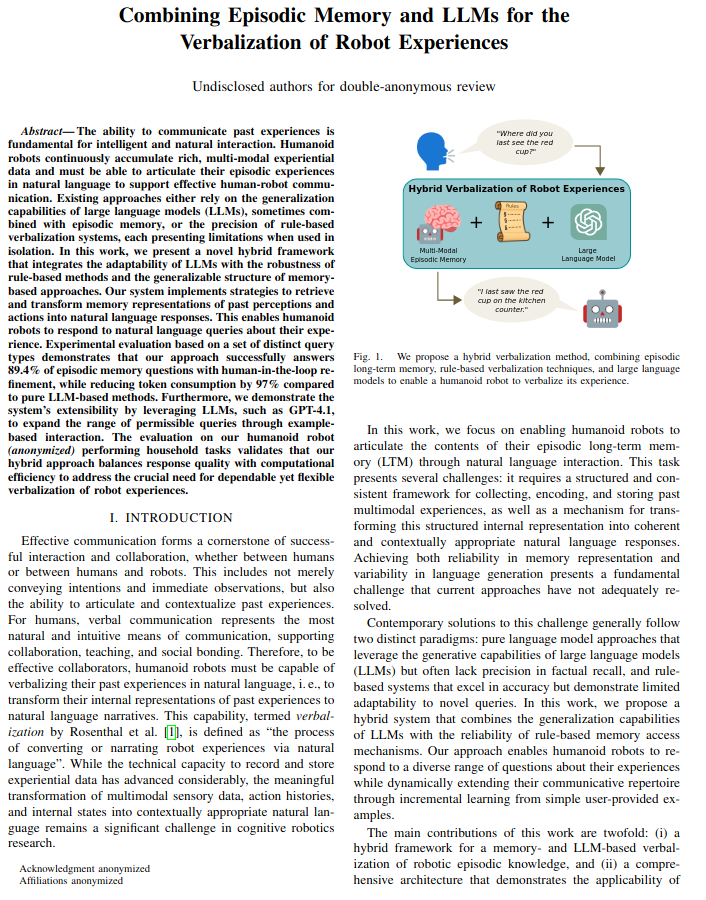 Combining Episodic Memory and LLMs for the
Verbalization of Robot Experiences
Undisclosed authors for double-anonymous review
Abstract—The ability to communicate past experiences is
fundamental for intelligent and natural interaction. Humanoid
robots continuously accumulate rich, multi-modal experiential
data and must be able to articulate their episodic experiences
in natural language to support effective human-robot commu-
nication. Existing approaches either rely on the generalization
capabilities of large language models (LLMs), sometimes com-
bined with episodic memory, or the precision of rule-based
verbalization systems, each presenting limitations when used in
isolation. In this work, we present a novel hybrid framework
that integrates the adaptability of LLMs with the robustness of
rule-based methods and the generalizable structure of memory-
based approaches. Our system implements strategies to retrieve
and transform memory representations of past perceptions and
actions into natural language responses. This enables humanoid
robots to respond to natural language queries about their expe-
rience. Experimental evaluation based on a set of distinct query
types demonstrates that our approach successfully answers
89.4% of episodic memory questions with human-in-the-loop re-
finement, while reducing token consumption by 97% compared
to pure LLM-based methods. Furthermore, we demonstrate the
system's extensibility by leveraging LLMs, such as GPT-4.1,
to expand the range of permissible queries through example-
based interaction. The evaluation on our humanoid robot
(anonymized) performing household tasks validates that our
hybrid approach balances response quality with computational
efficiency to address the crucial need for dependable yet flexible
verbalization of robot experiences.
I. INTRODUCTION
Effective communication forms a cornerstone of success-
ful interaction and collaboration, whether between humans
or between humans and robots. This includes not merely
conveying intentions and immediate observations, but also
the ability to articulate and contextualize past experiences.
For humans, verbal communication represents the most
natural and intuitive means of communication, supporting
collaboration, teaching, and social bonding. Therefore, to be
effective collaborators, humanoid robots must be capable of
verbalizing their past experiences in natural language, i. e., to
transform their internal representations of past experiences to
natural language narratives. This capability, termed verbal-
ization by Rosenthal et al. [1], is defined as “the process
of converting or narrating robot experiences via natural
language”. While the technical capacity to record and store
experiential data has advanced considerably, the meaningful
transformation of multimodal sensory data, action histories,
and internal states into contextually appropriate natural lan-
guage remains a significant challenge in cognitive robotics
research.
Acknowledgment anonymized
Affiliations anonymized
"Where did you
last see the red
cup?"
Hybrid Verbalization of Robot Experiences
Rules
+
+
Multi-Modal
Episodic Memory
Large
Language Model
"I last saw the red
cup on the kitchen
counter."
Fig. 1. We propose a hybrid verbalization method, combining episodic
long-term memory, rule-based verbalization techniques, and large language
models to enable a humanoid robot to verbalize its experience.
In this work, we focus on enabling humanoid robots to
articulate the contents of their episodic long-term mem-
ory (LTM) through natural language interaction. This task
presents several challenges: it requires a structured and con-
sistent framework for collecting, encoding, and storing past
multimodal experiences, as well as a mechanism for trans-
forming this structured internal representation into coherent
and contextually appropriate natural language responses.
Achieving both reliability in memory representation and
variability in language generation presents a fundamental
challenge that current approaches have not adequately re-
solved.
Contemporary solutions to this challenge generally follow
two distinct paradigms: pure language model approaches that
leverage the generative capabilities of large language models
(LLMs) but often lack precision in factual recall, and rule-
based systems that excel in accuracy but demonstrate limited
adaptability to novel queries. In this work, we propose a
hybrid system that combines the generalization capabilities
of LLMs with the reliability of rule-based memory access
mechanisms. Our approach enables humanoid robots to re-
spond to a diverse range of questions about their experiences
while dynamically extending their communicative repertoire
through incremental learning from simple user-provided ex-
amples.
The main contributions of this work are twofold: (i) a
hybrid framework for a memory- and LLM-based verbal-
ization of robotic episodic knowledge, and (ii) a compre-
hensive architecture that demonstrates the applicability of